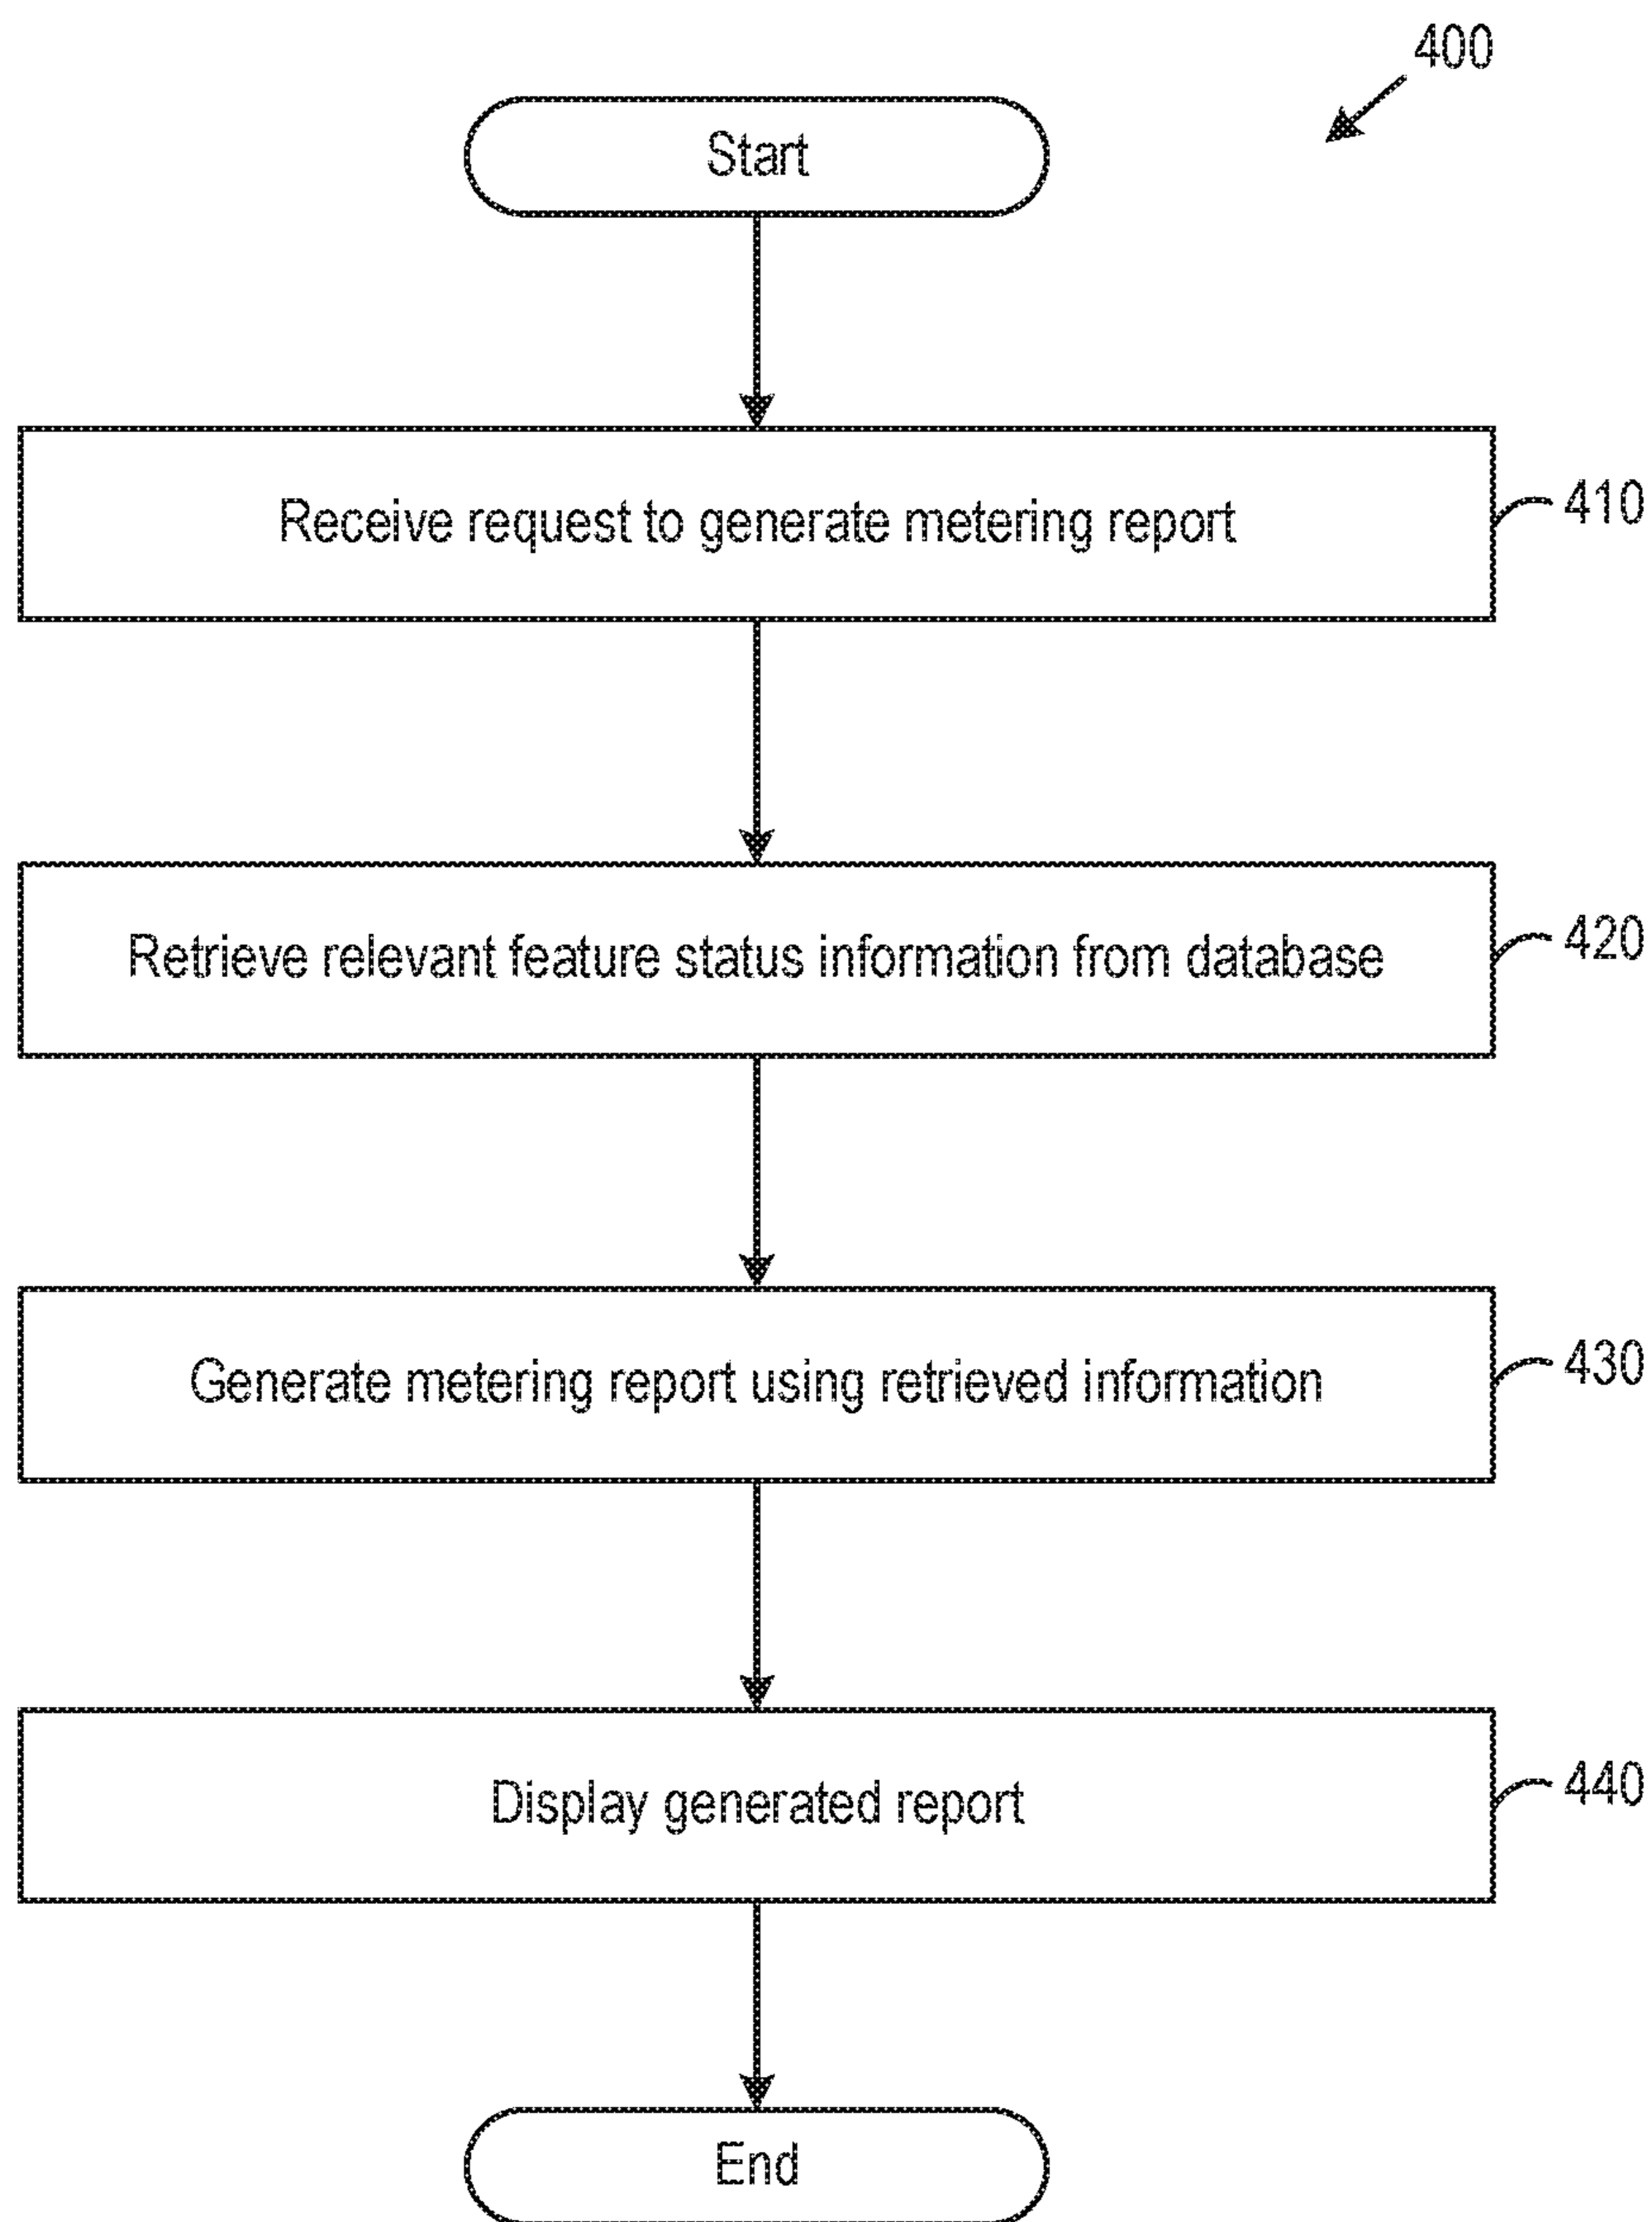 400
Start
Receive request to generate metering report
410
Retrieve relevant feature status information from database
420
Generate metering report using retrieved information
430
Display generated report
440
End